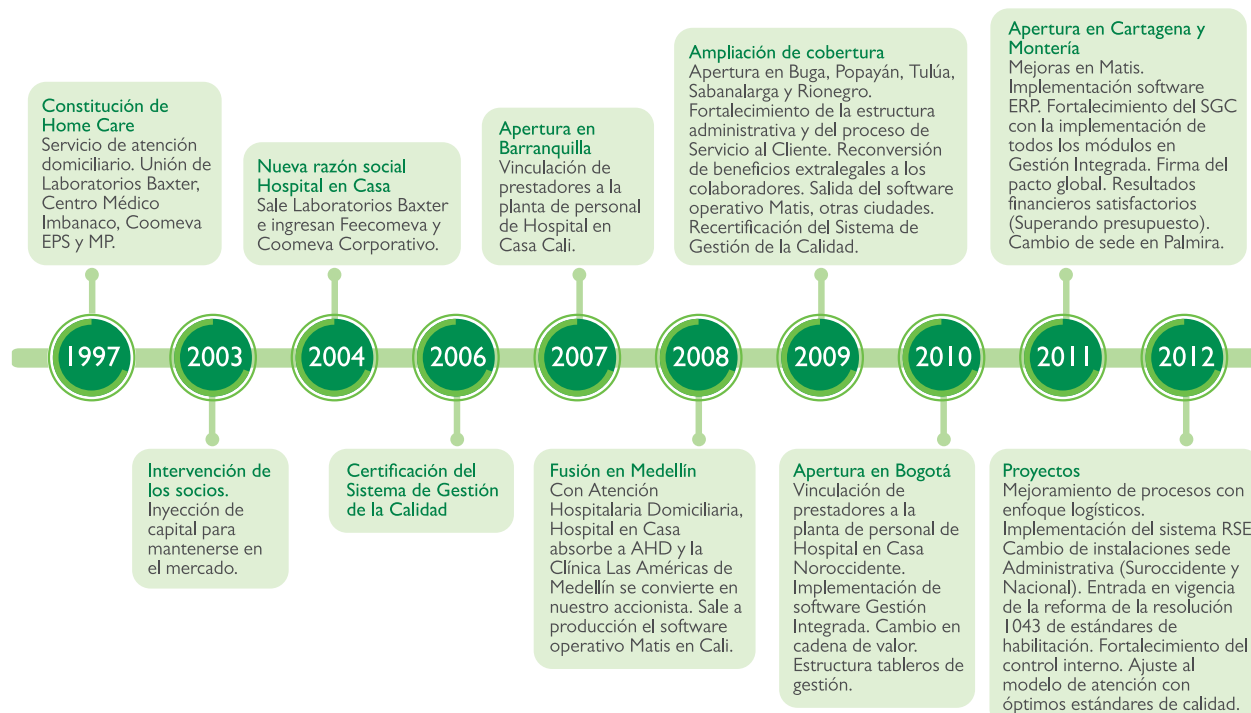 Constitución de
Home Care
Servicio de atención
domiciliario. Unión de
Laboratorios Baxter,
Centro Médico
Imbanaco, Coomeva
EPS y MP.
Nueva razón social
Hospital en Casa
Sale Laboratorios Baxter
e ingresan Feecomeva y
Coomeva Corporativo.
Apertura en
Barranquilla
Vinculación de
prestadores a la
planta de personal
de Hospital en
Casa Cali.
Ampliación de cobertura
Apertura en Buga, Popayán, Tulúa,
Sabanalarga y Rionegro.
Fortalecimiento de la estructura
administrativa y del proceso de
Servicio al Cliente. Reconversión
de beneficios extralegales a los
colaboradores. Salida del software
operativo Matis, otras ciudades.
Recertificación del Sistema de
Gestión de la Calidad.
Apertura en Cartagena y
Montería
Mejoras en Matis.
Implementación software
ERP. Fortalecimiento del SGC
con la implementación de
todos los módulos en
Gestión Integrada. Firma del
pacto global. Resultados
financieros satisfactorios
(Superando presupuesto).
Cambio de sede en Palmira.
1997 2003 2004 2006 2007 2008 2009 2010 2011 2012
Intervención de
los socios.
Inyección de
capital para
mantenerse en
el mercado.
Certificación del
Sistema de Gestión
de la Calidad
Fusión en Medellín
Con Atención
Hospitalaria Domiciliaria,
Hospital en Casa
absorbe a AHD y la
Clínica Las Américas de
Medellín se convierte en
nuestro accionista. Sale a
producción el software
operativo Matis en Cali.
Apertura en Bogotá
Vinculación de
prestadores a la
planta de personal de
Hospital en Casa
Noroccidente.
Implementación de
software Gestión
Integrada. Cambio en
cadena de valor.
Estructura tableros de
gestión.
Proyectos
Mejoramiento de procesos con
enfoque logísticos.
Implementación del sistema RSE
Cambio de instalaciones sede
Administrativa (Suroccidente y
Nacional). Entrada en vigencia
de la reforma de la resolución
1043 de estándares de
habilitación. Fortalecimiento del
control interno. Ajuste al
modelo de atención con
óptimos estándares de calidad.